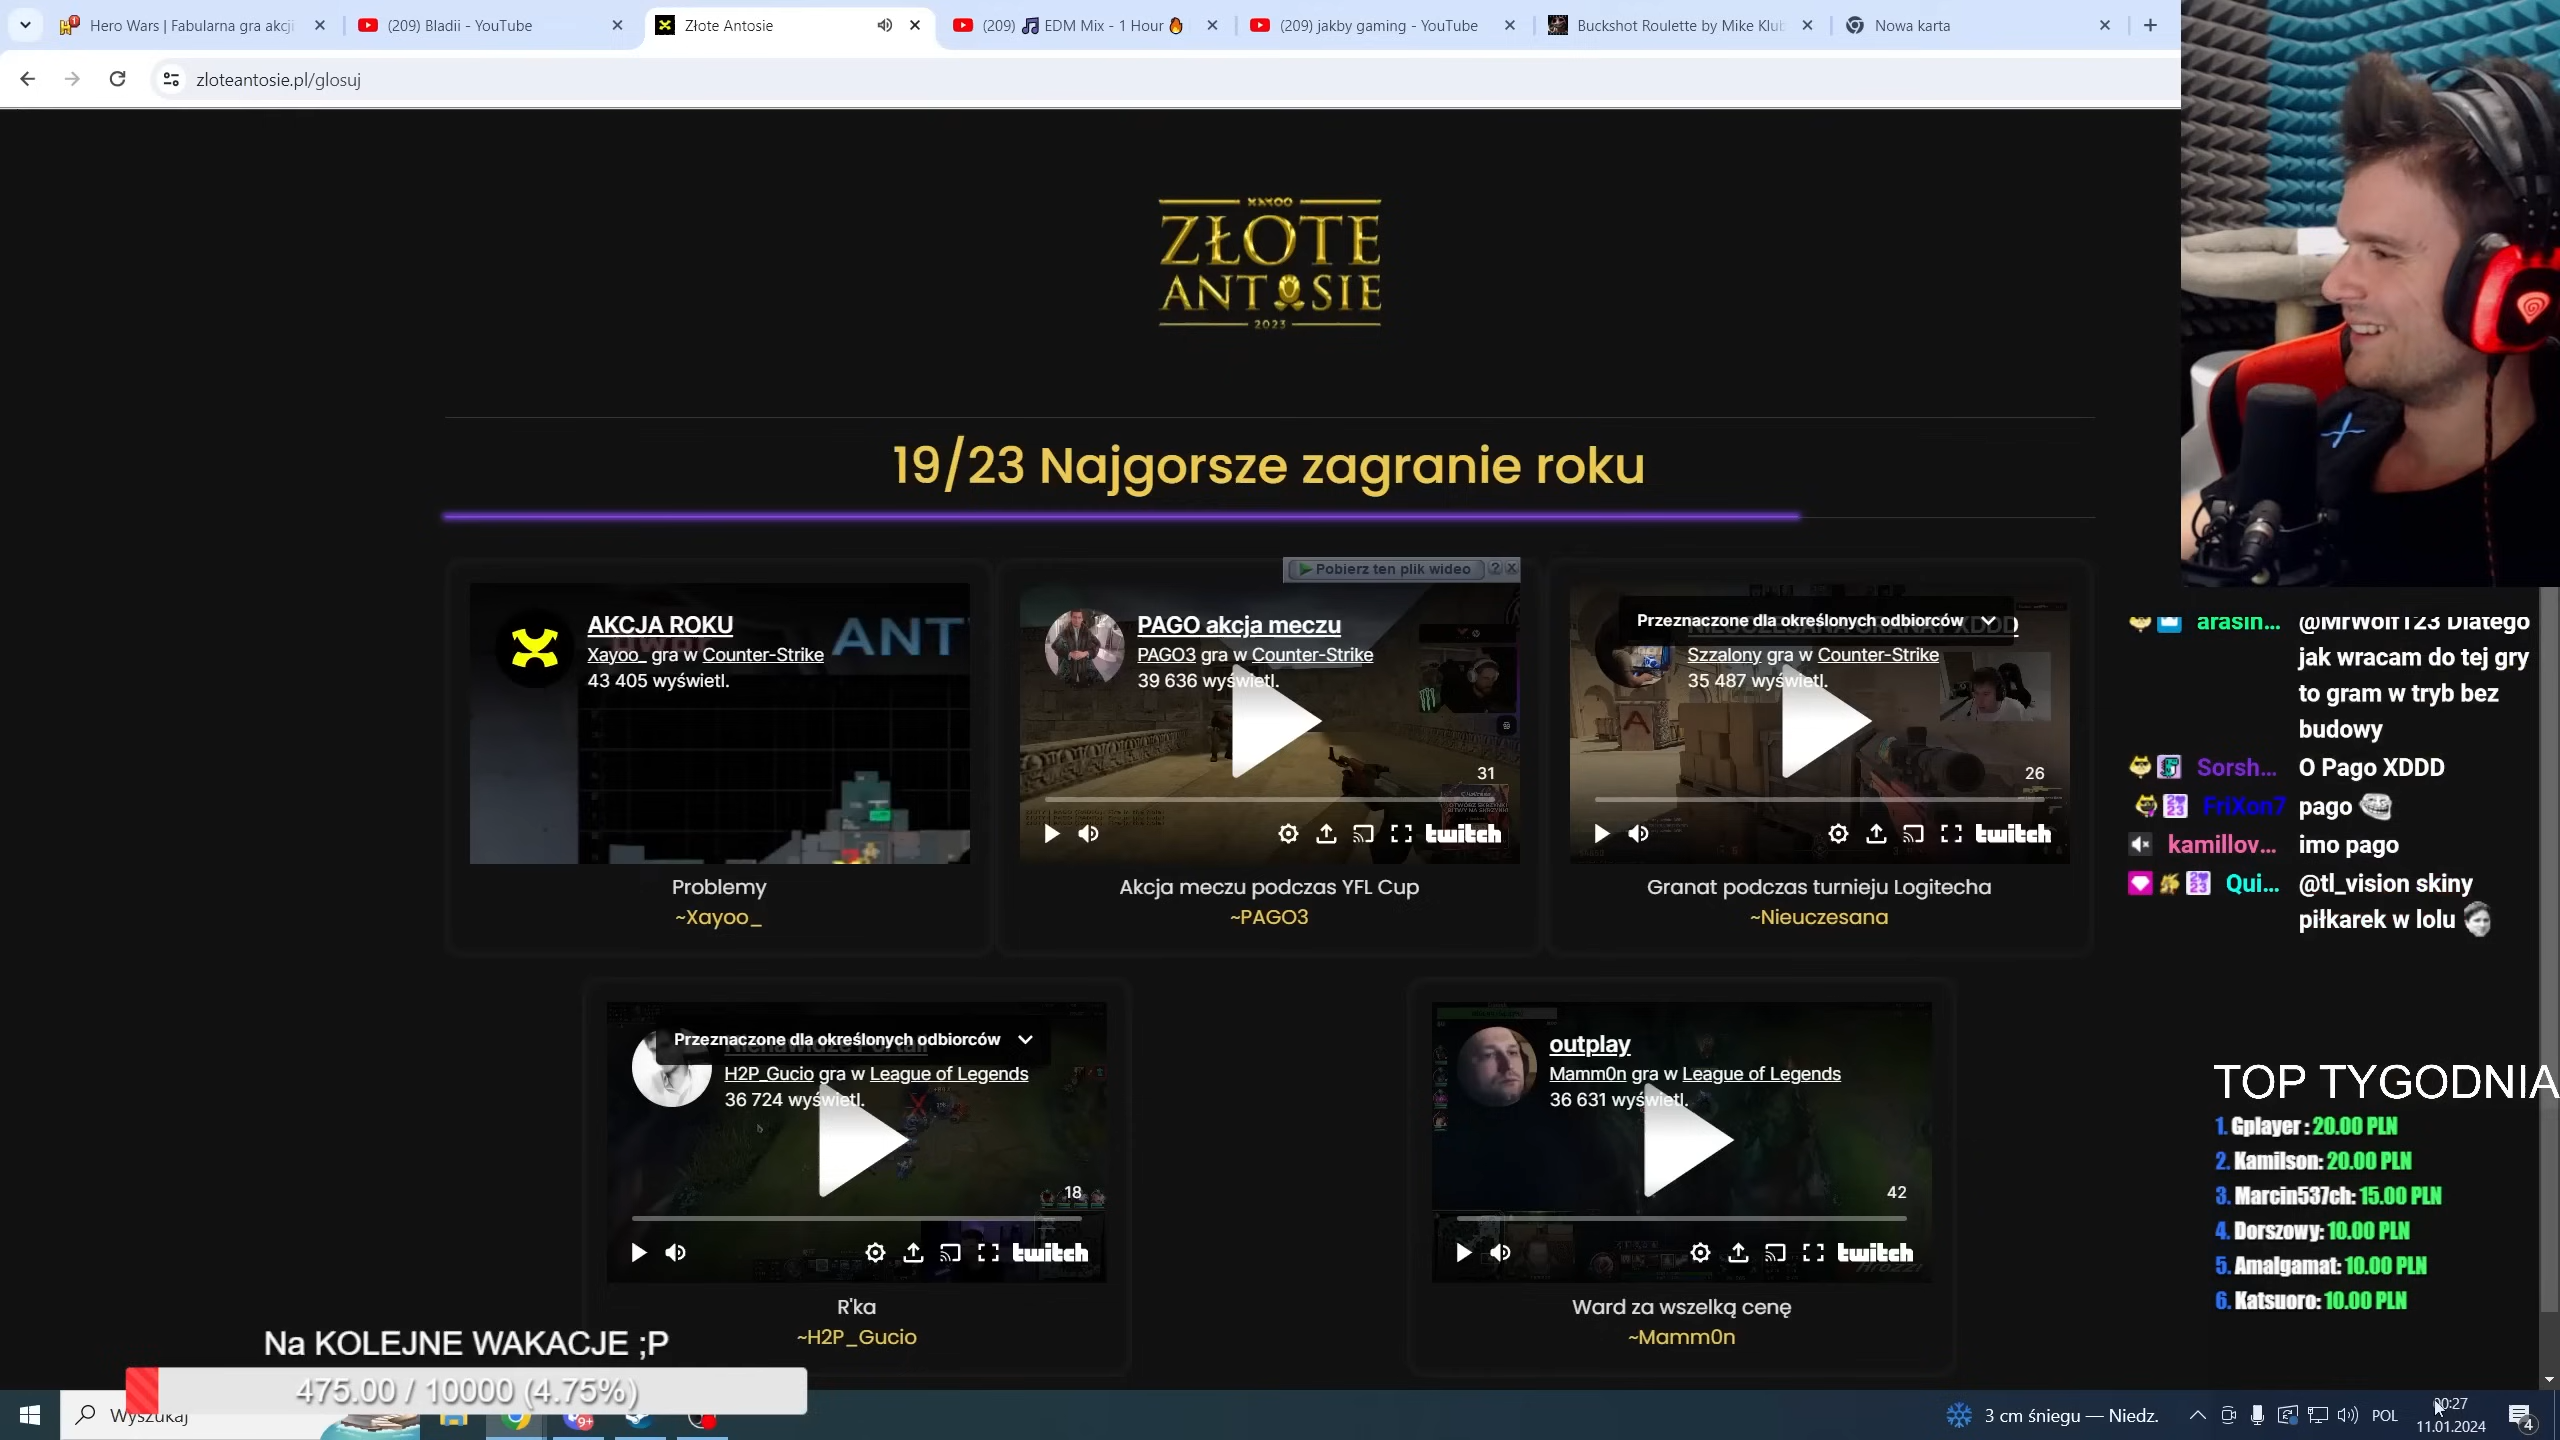 Hero Wars | Fabularna gra akcji
(209) Bladii - YouTube
Złote Antosie
(209) 🎵 EDM Mix - 1 Hour 🔥
(209) jakby gaming - YouTube
Buckshot Roulette by Mike Klub
Nowa karta
zloteantosie.pl/glosuj
XAYOO
ZŁOTE
ANTOSIE
2023
19/23 Najgorsze zagranie roku
AKCJA ROKU
Xayoo_ gra w Counter-Strike
43 405 wyświetl.
ANT
Problemy
~Xayoo_
Pobierz ten plik wideo
PAGO akcja meczu
PAGO3 gra w Counter-Strike
39 636 wyświetl.
31
twitch
Akcja meczu podczas YFL Cup
~PAGO3
Przeznaczone dla określonych odbiorców
Szzalony gra w Counter-Strike
35 487 wyświetl.
26
twitch
Granat podczas turnieju Logitecha
~Nieuczesana
Przeznaczone dla określonych odbiorców
H2P_Gucio gra w League of Legends
36 724 wyświetl.
18
twitch
R'ka
~H2P_Gucio
outplay
Mamm0n gra w League of Legends
36 631 wyświetl.
42
twitch
Ward za wszelką cenę
~Mamm0n
arasin... @MrWolf123 Dlatego
jak wracam do tej gry
to gram w tryb bez
budowy
Sorsh... O Pago XDDD
FriXon7 pago
kamillov... imo pago
Qui... @tl_vision skiny
piłkarek w lolu
TOP TYGODNIA
1. Gplayer : 20.00 PLN
2. Kamilson: 20.00 PLN
3. Marcin537ch: 15.00 PLN
4. Dorszowy: 10.00 PLN
5. Amalgamat: 10.00 PLN
6. Katsuoro: 10.00 PLN
Na KOLEJNE WAKACJE ;P
475.00 / 10000 (4.75%)
Wyszukaj
9+
3 cm śniegu — Niedz.
POL
00:27
11.01.2024
4